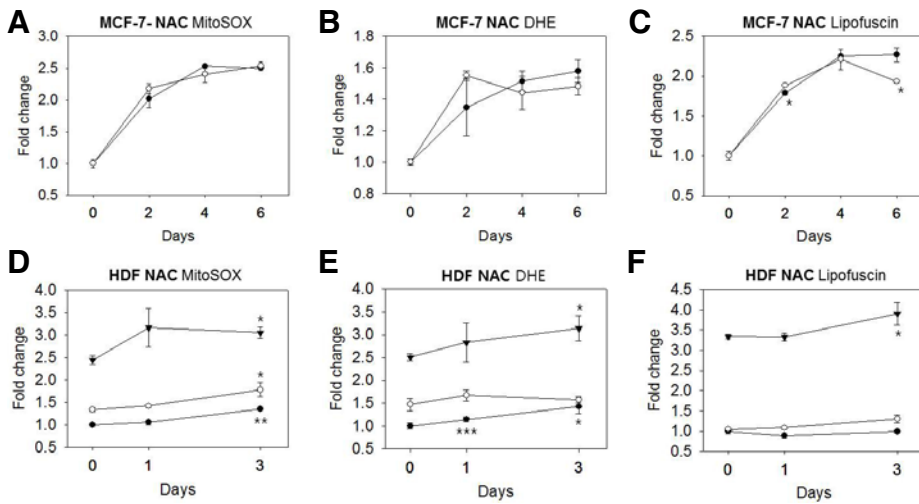 A
MCF-7- NAC MitoSOX
Fold change
3.0
2.5
2.0
1.5
1.0
0.5
0 2 4 6
Days
B
MCF-7 NAC DHE
Fold change
1.8
1.6
1.4
1.2
1.0
0.8
0 2 4 6
Days
C
MCF-7 NAC Lipofuscin
Fold change
2.5
2.0
1.5
1.0
0.5
*
*
0 2 4 6
Days
D
HDF NAC MitoSOX
Fold change
4.0
3.5
3.0
2.5
2.0
1.5
1.0
0.5
*
*
**
0 1 3
Days
E
HDF NAC DHE
Fold change
4.0
3.5
3.0
2.5
2.0
1.5
1.0
0.5
*
***
*
0 1 3
Days
F
HDF NAC Lipofuscin
Fold change
4.5
4.0
3.5
3.0
2.5
2.0
1.5
1.0
0.5
*
0 1 3
Days